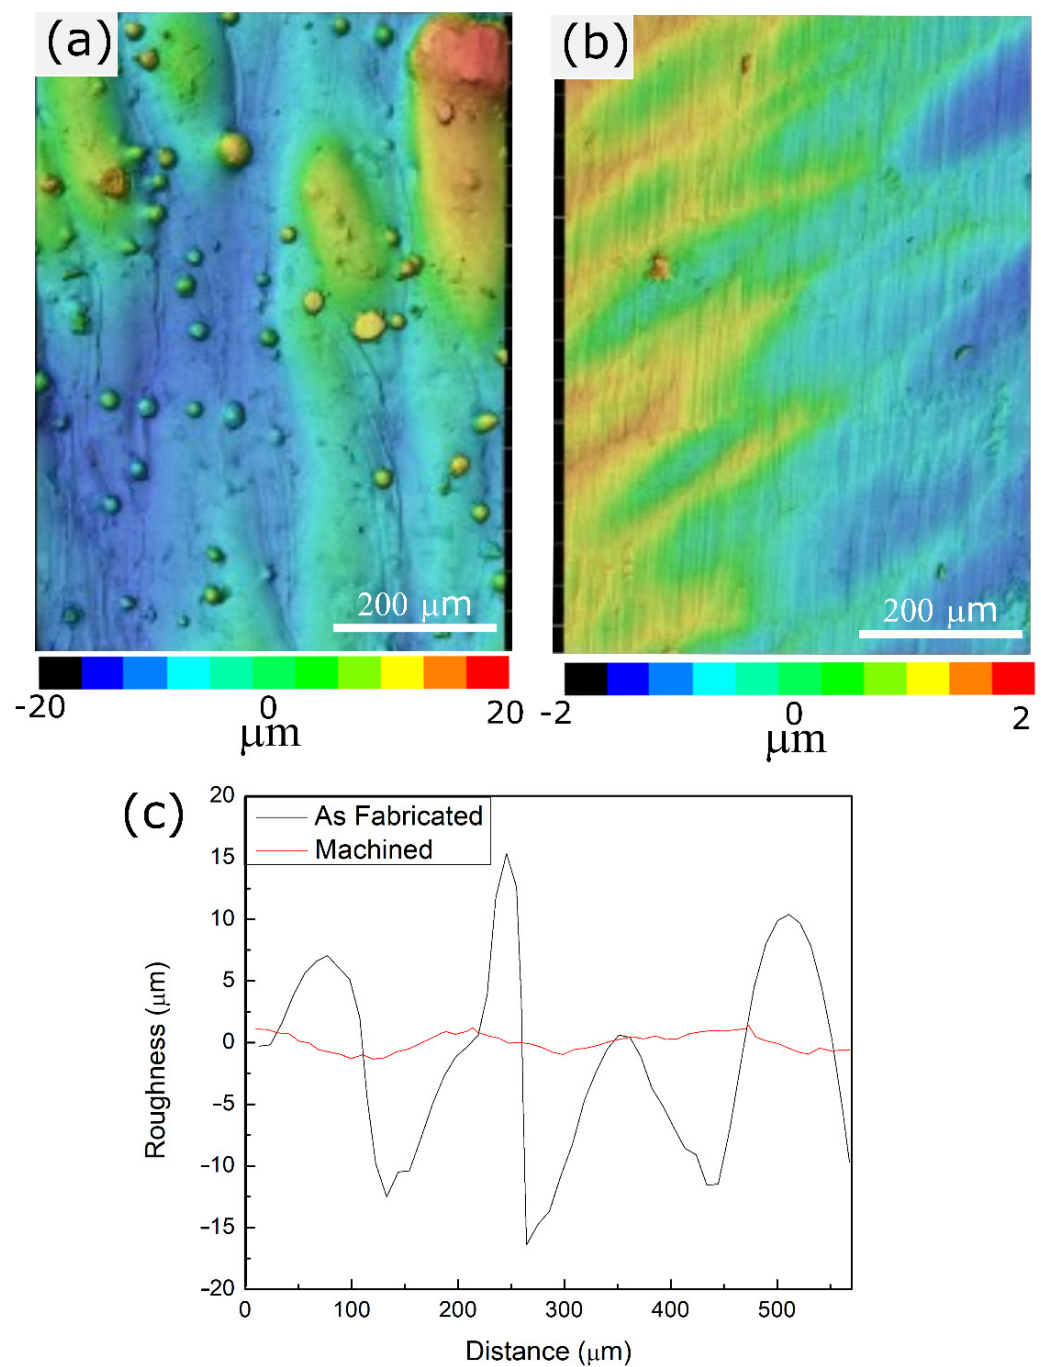 (a)
(b)
200 μm
200 μm
-20 0 20
μm
-2 0 2
μm
(c)
As Fabricated
Machined
20
15
10
5
0
-5
-10
-15
-20
Roughness (μm)
0 100 200 300 400 500
Distance (μm)